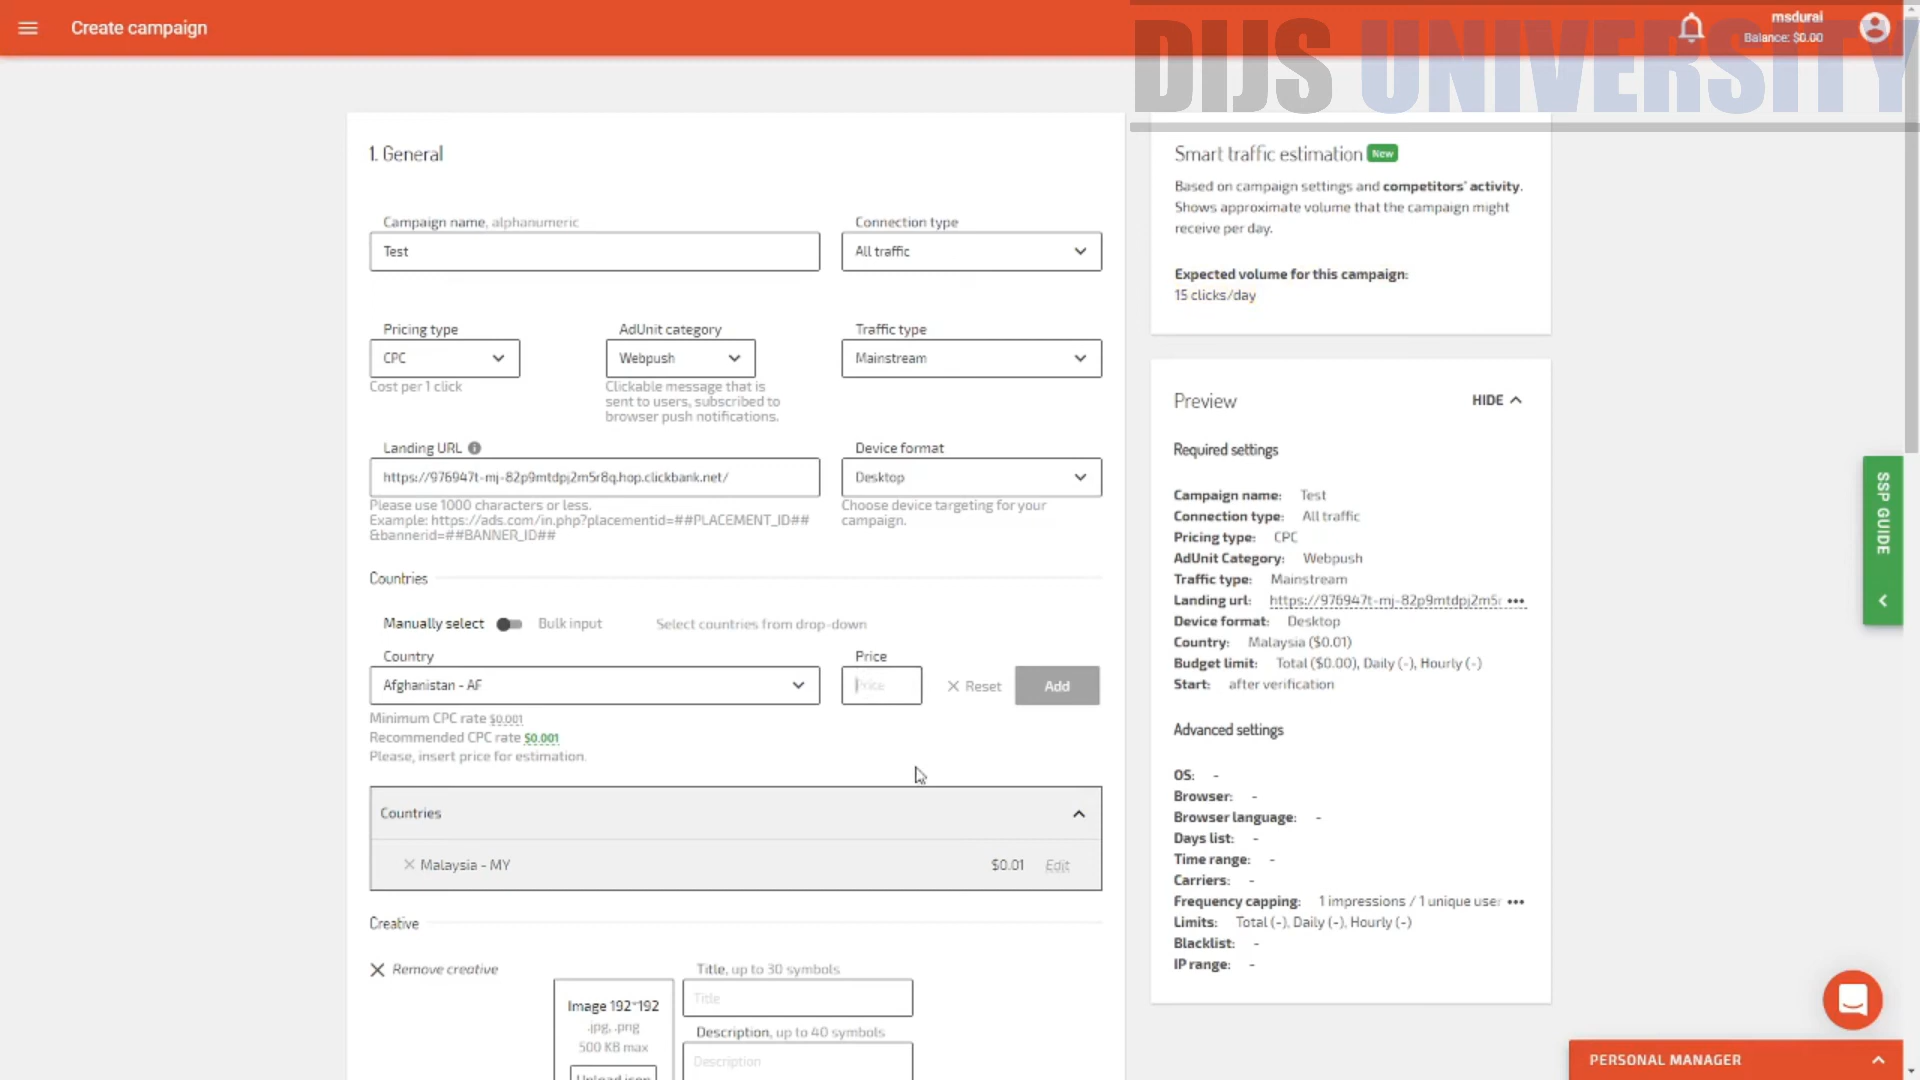 Create campaign
DIJS UNIVERSITY
msdurai
Balance: $0.00
1. General
Campaign name, alphanumeric
Test
Connection type
All traffic
Pricing type
CPC
Cost per 1 click
AdUnit category
Webpush
Clickable message that is
sent to users, subscribed to
browser push notifications.
Traffic type
Mainstream
Landing URL
https://976947t-mj-82p9mtdpj2m5r8q.hop.clickbank.net/
Please use 1000 characters or less.
Example: https://ads.com/in.php?placementid=##PLACEMENT_ID##
&bannerid=##BANNER_ID##
Device format
Desktop
Choose device targeting for your
campaign.
Countries
Manually select
Bulk input
Select countries from drop-down
Country
Afghanistan - AF
Price
Price
Reset
Add
Minimum CPC rate $0.001
Recommended CPC rate $0.001
Please, insert price for estimation.
Countries
Malaysia - MY
$0.01
Edit
Creative
Remove creative
Image 192*192
.jpg, .png
500 KB max
Upload icon
Title, up to 30 symbols
Title
Description, up to 40 symbols
Description
Smart traffic estimation New
Based on campaign settings and competitors' activity.
Shows approximate volume that the campaign might
receive per day.
Expected volume for this campaign:
15 clicks/day
Preview
HIDE
Required settings
Campaign name: Test
Connection type: All traffic
Pricing type: CPC
AdUnit Category: Webpush
Traffic type: Mainstream
Landing url: https://976947t-mj-82p9mtdpj2m5r •••
Device format: Desktop
Country: Malaysia ($0.01)
Budget limit: Total ($0.00), Daily (-), Hourly (-)
Start: after verification
Advanced settings
OS: -
Browser: -
Browser language: -
Days list: -
Time range: -
Carriers: -
Frequency capping: 1 impressions / 1 unique user •••
Limits: Total (-), Daily (-), Hourly (-)
Blacklist: -
IP range: -
SSP GUIDE
PERSONAL MANAGER